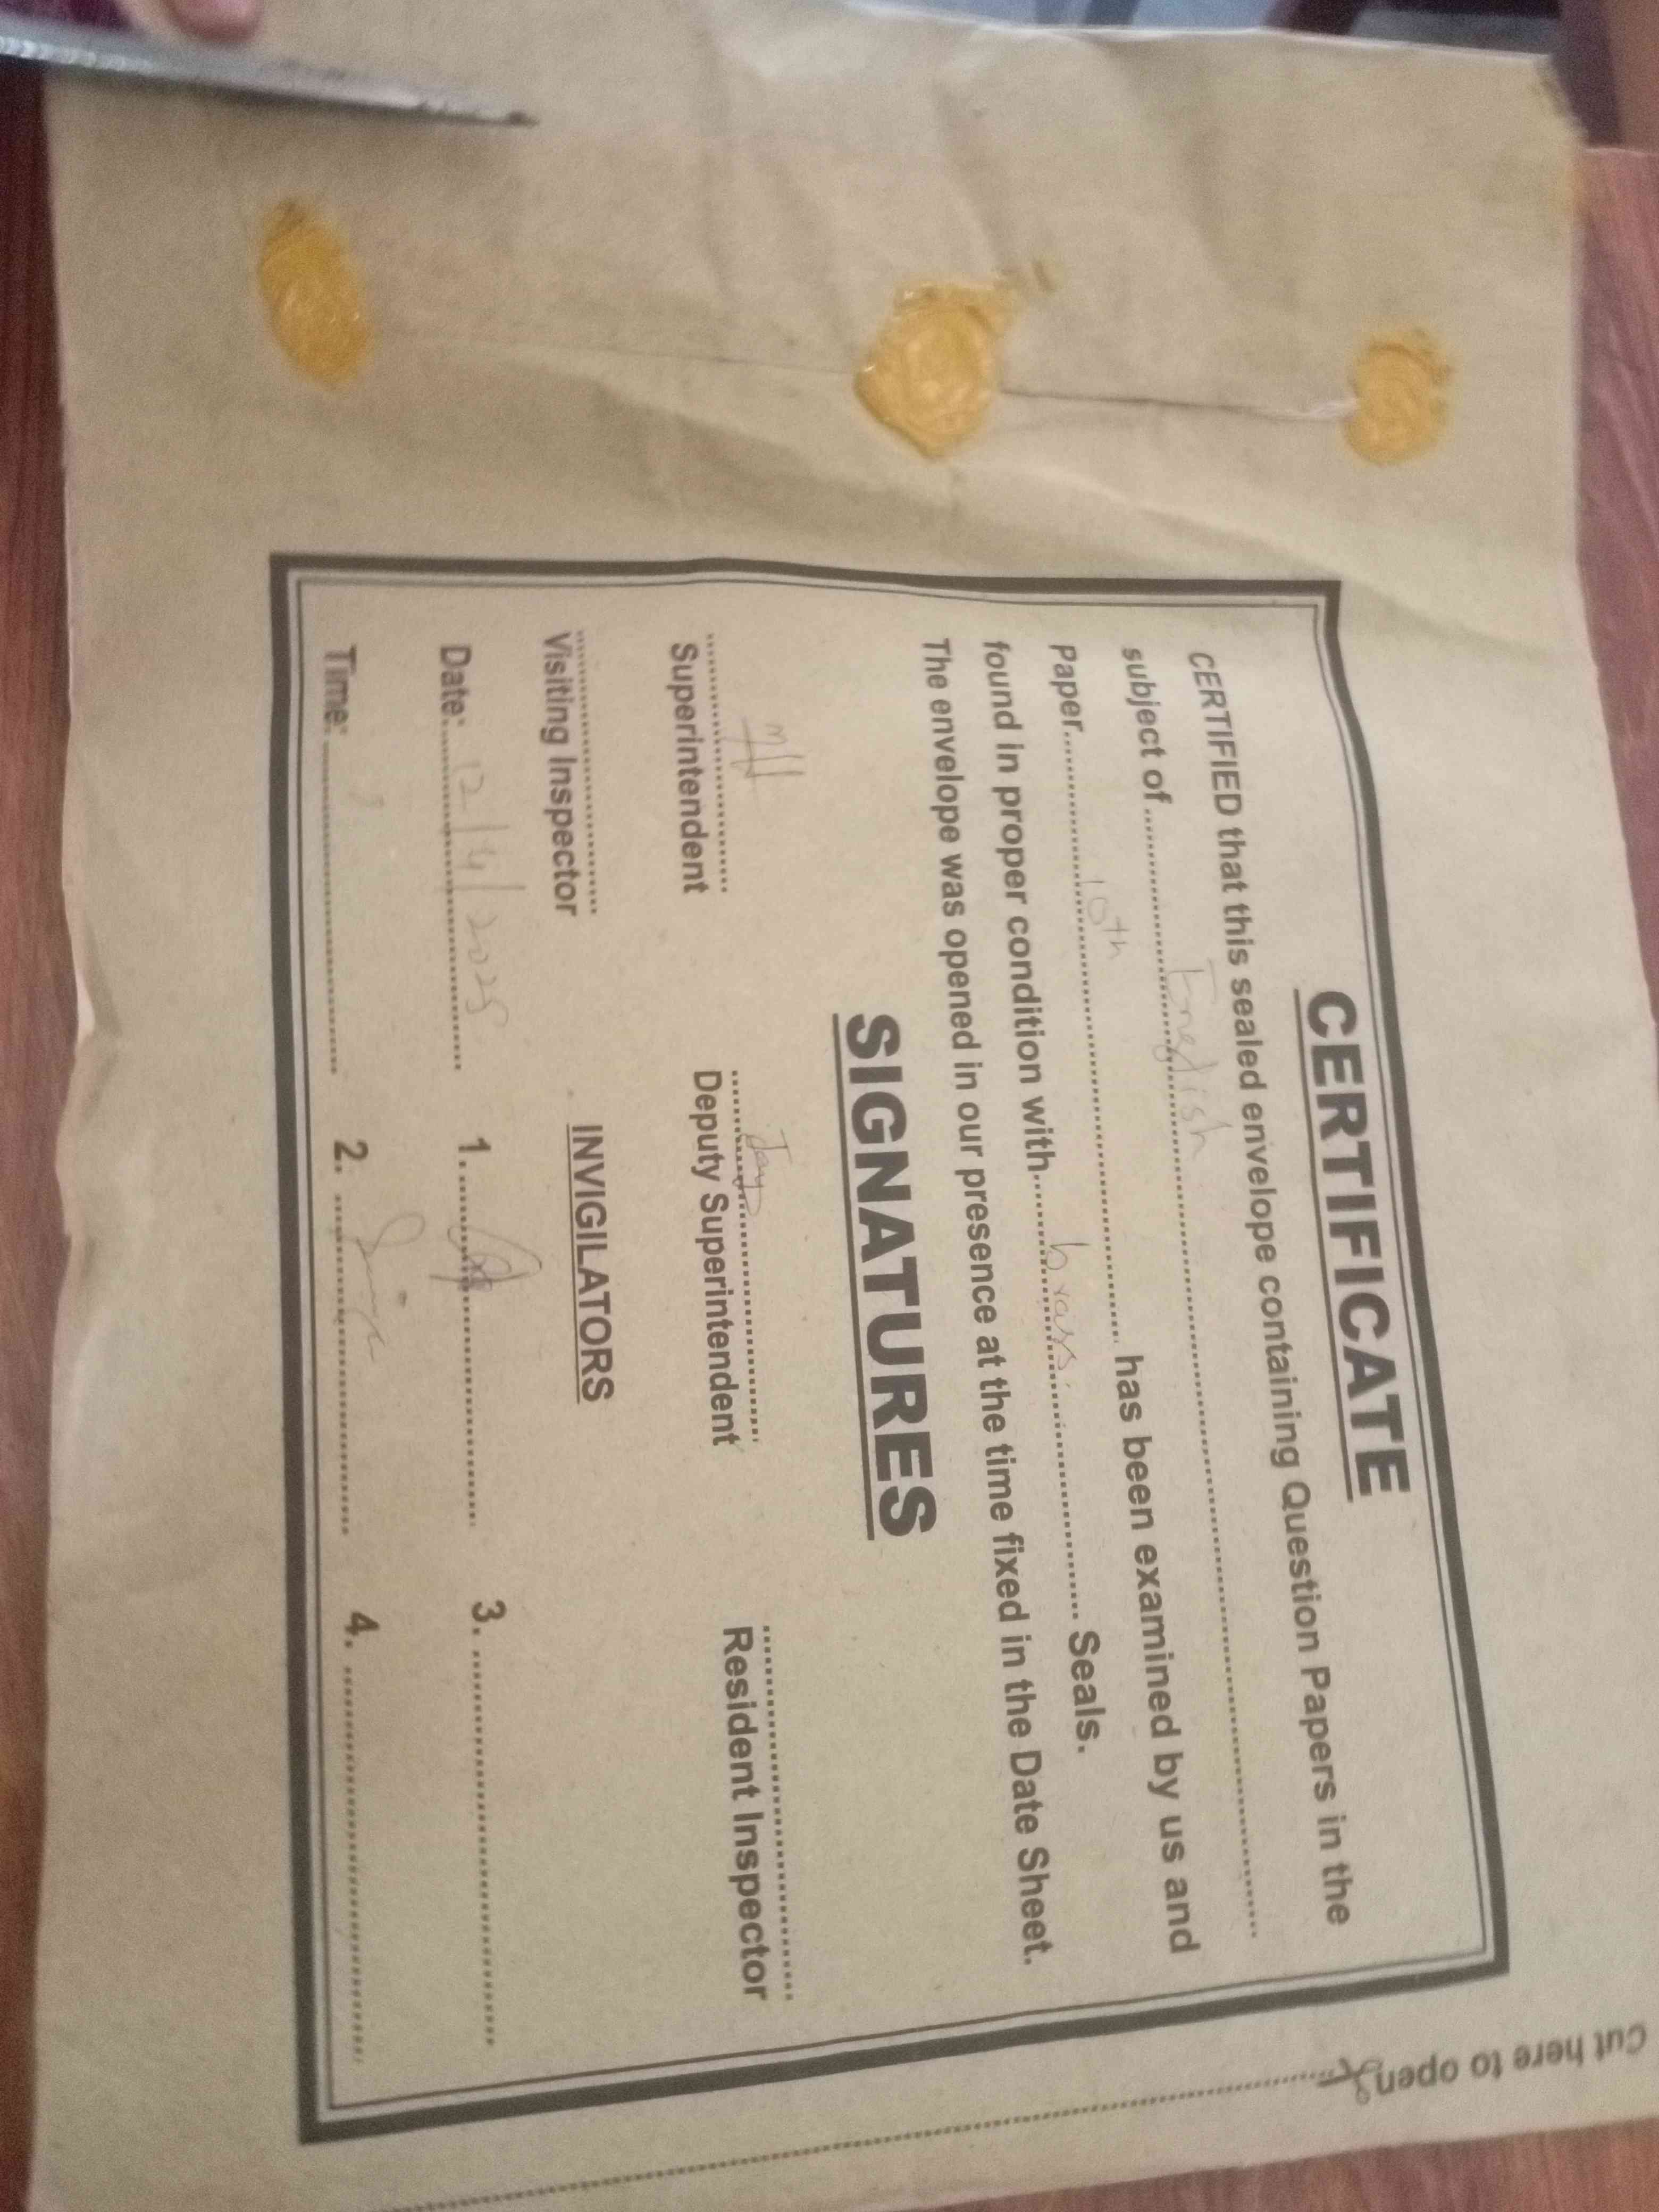 CERTIFICATE
CERTIFIED that this sealed envelope containing Question Papers in the
subject of.......... English ..........
Paper.......... 10th .......... has been examined by us and
found in proper condition with.......... brass .......... Seals.
The envelope was opened in our presence at the time fixed in the Date Sheet.
SIGNATURES
Superintendent Deputy Superintendent Resident Inspector
Visiting Inspector
INVIGILATORS
Date: 12/4/2025 1. .......... 3. ..........
Time: .......... 2. .......... 4. ..........
Cut here to open